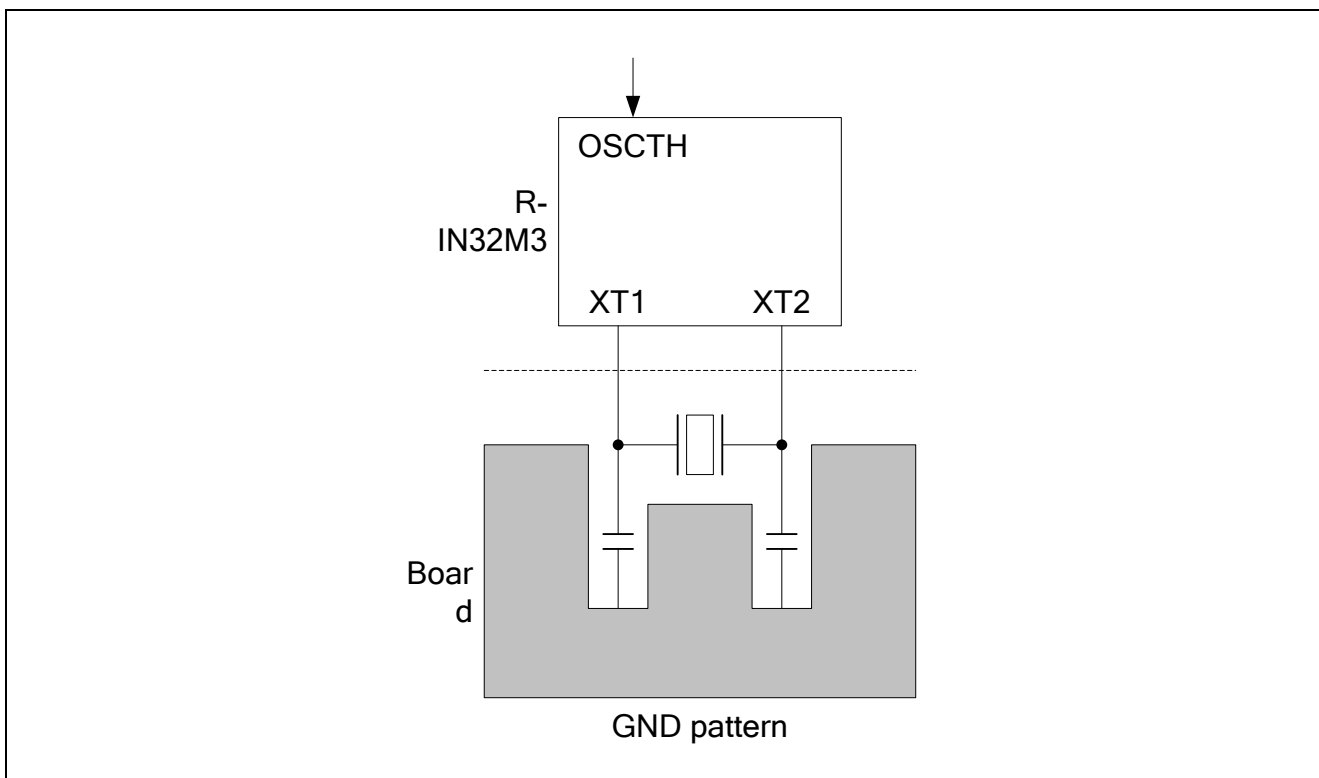 OSCTH
R-
IN32M3
XT1 XT2
Boar
d
GND pattern